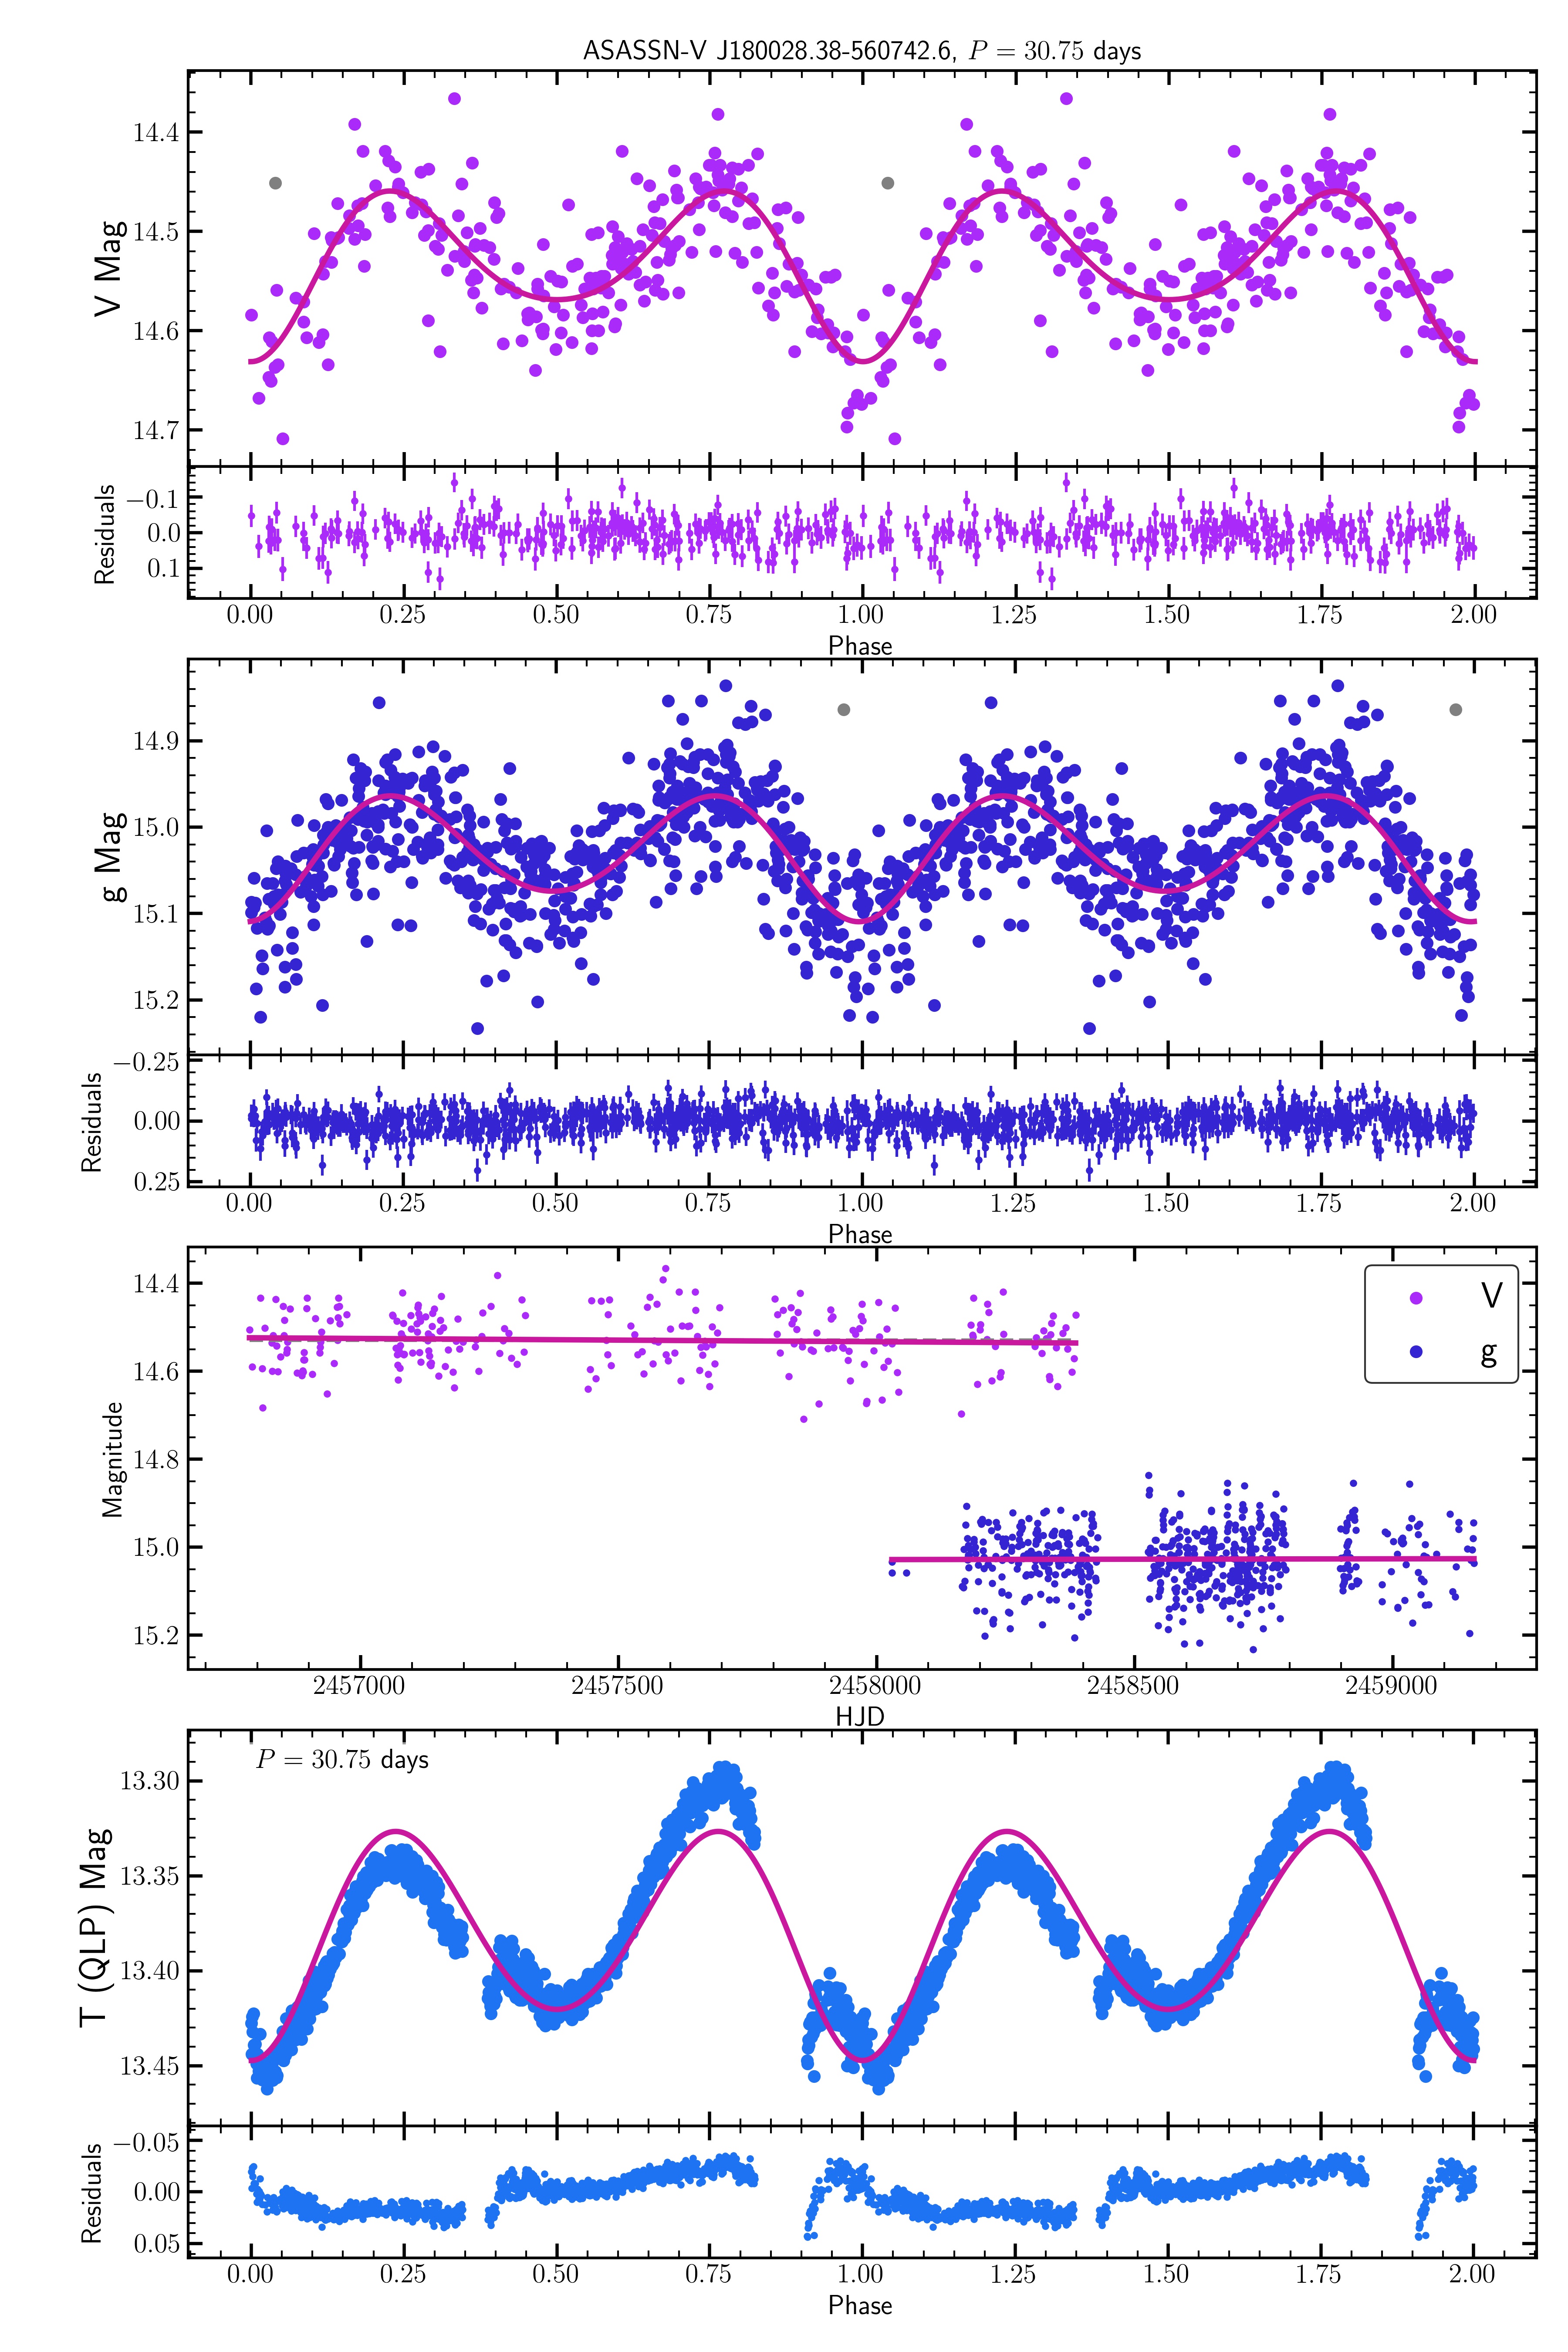 ASASSN-V J180028.38-560742.6, P = 30.75 days
V Mag
14.4
14.5
14.6
14.7
Residuals
−0.1
0.0
0.1
0.00 0.25 0.50 0.75 1.00 1.25 1.50 1.75 2.00
Phase
g Mag
14.9
15.0
15.1
15.2
Residuals
−0.25
0.00
0.25
0.00 0.25 0.50 0.75 1.00 1.25 1.50 1.75 2.00
Phase
Magnitude
14.4
14.6
14.8
15.0
15.2
V
g
2457000 2457500 2458000 2458500 2459000
HJD
P = 30.75 days
T (QLP) Mag
13.30
13.35
13.40
13.45
Residuals
−0.05
0.00
0.05
0.00 0.25 0.50 0.75 1.00 1.25 1.50 1.75 2.00
Phase